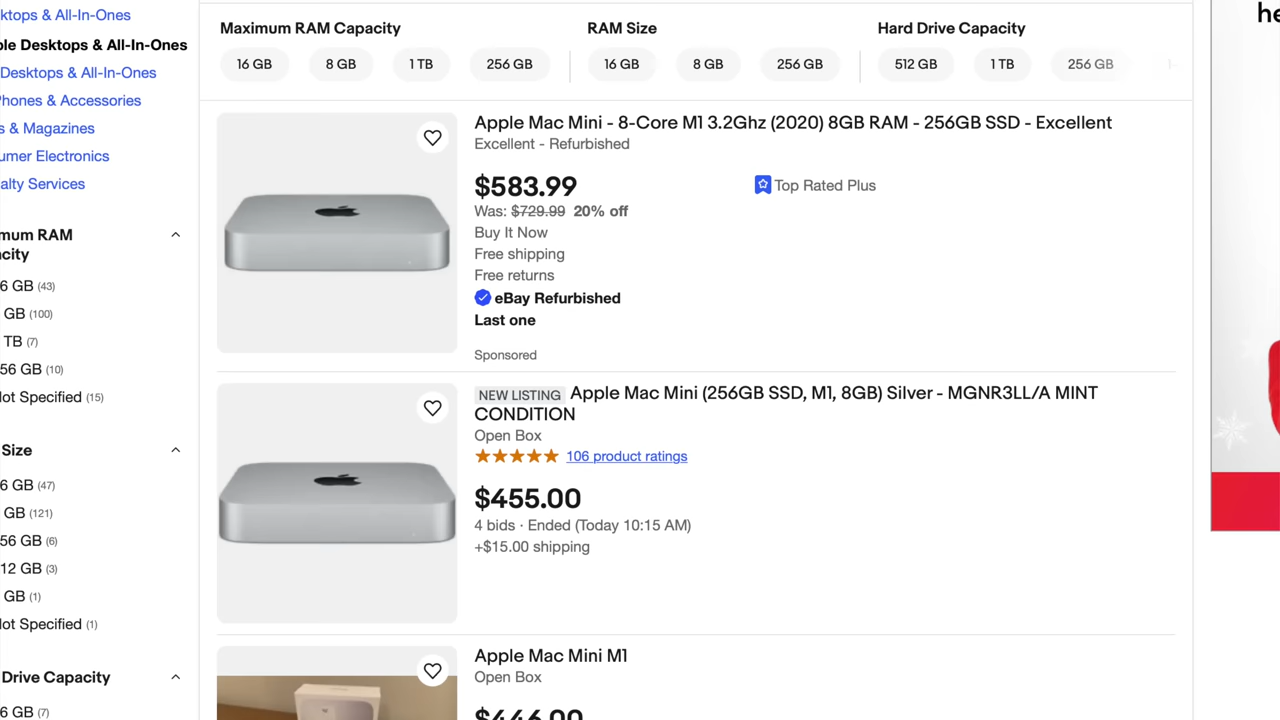 ktops & All-In-Ones
ple Desktops & All-In-Ones
Desktops & All-In-Ones
Phones & Accessories
s & Magazines
umer Electronics
alty Services
mum RAM
city
6 GB (43)
GB (100)
TB (7)
56 GB (10)
lot Specified (15)
Size
6 GB (47)
GB (121)
56 GB (6)
12 GB (3)
GB (1)
lot Specified (1)
Drive Capacity
6 GB (7)
Maximum RAM Capacity
16 GB
8 GB
1 TB
256 GB
RAM Size
16 GB
8 GB
256 GB
Hard Drive Capacity
512 GB
1 TB
256 GB
Apple Mac Mini - 8-Core M1 3.2Ghz (2020) 8GB RAM - 256GB SSD - Excellent
Excellent - Refurbished
$583.99
Top Rated Plus
Was: $729.99 20% off
Buy It Now
Free shipping
Free returns
eBay Refurbished
Last one
Sponsored
NEW LISTING Apple Mac Mini (256GB SSD, M1, 8GB) Silver - MGNR3LL/A MINT
CONDITION
Open Box
106 product ratings
$455.00
4 bids · Ended (Today 10:15 AM)
+$15.00 shipping
Apple Mac Mini M1
Open Box
$446.00
he